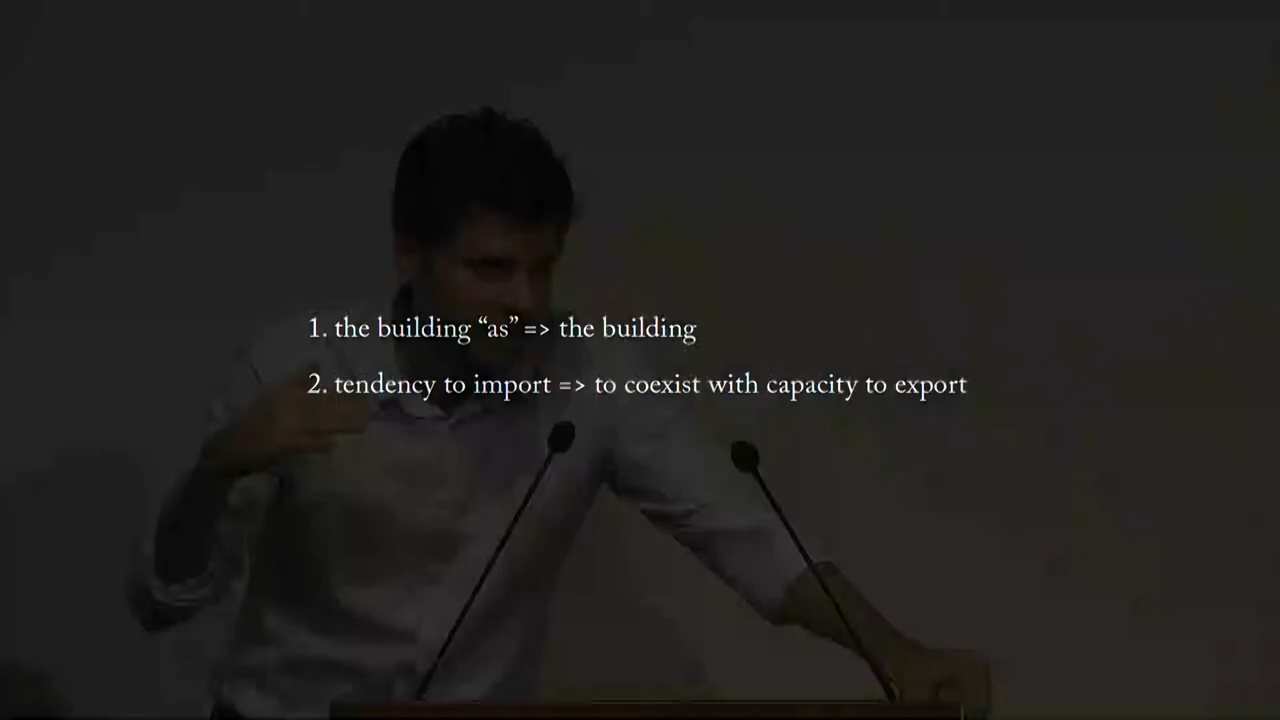 1. the building “as” => the building
2. tendency to import => to coexist with capacity to export